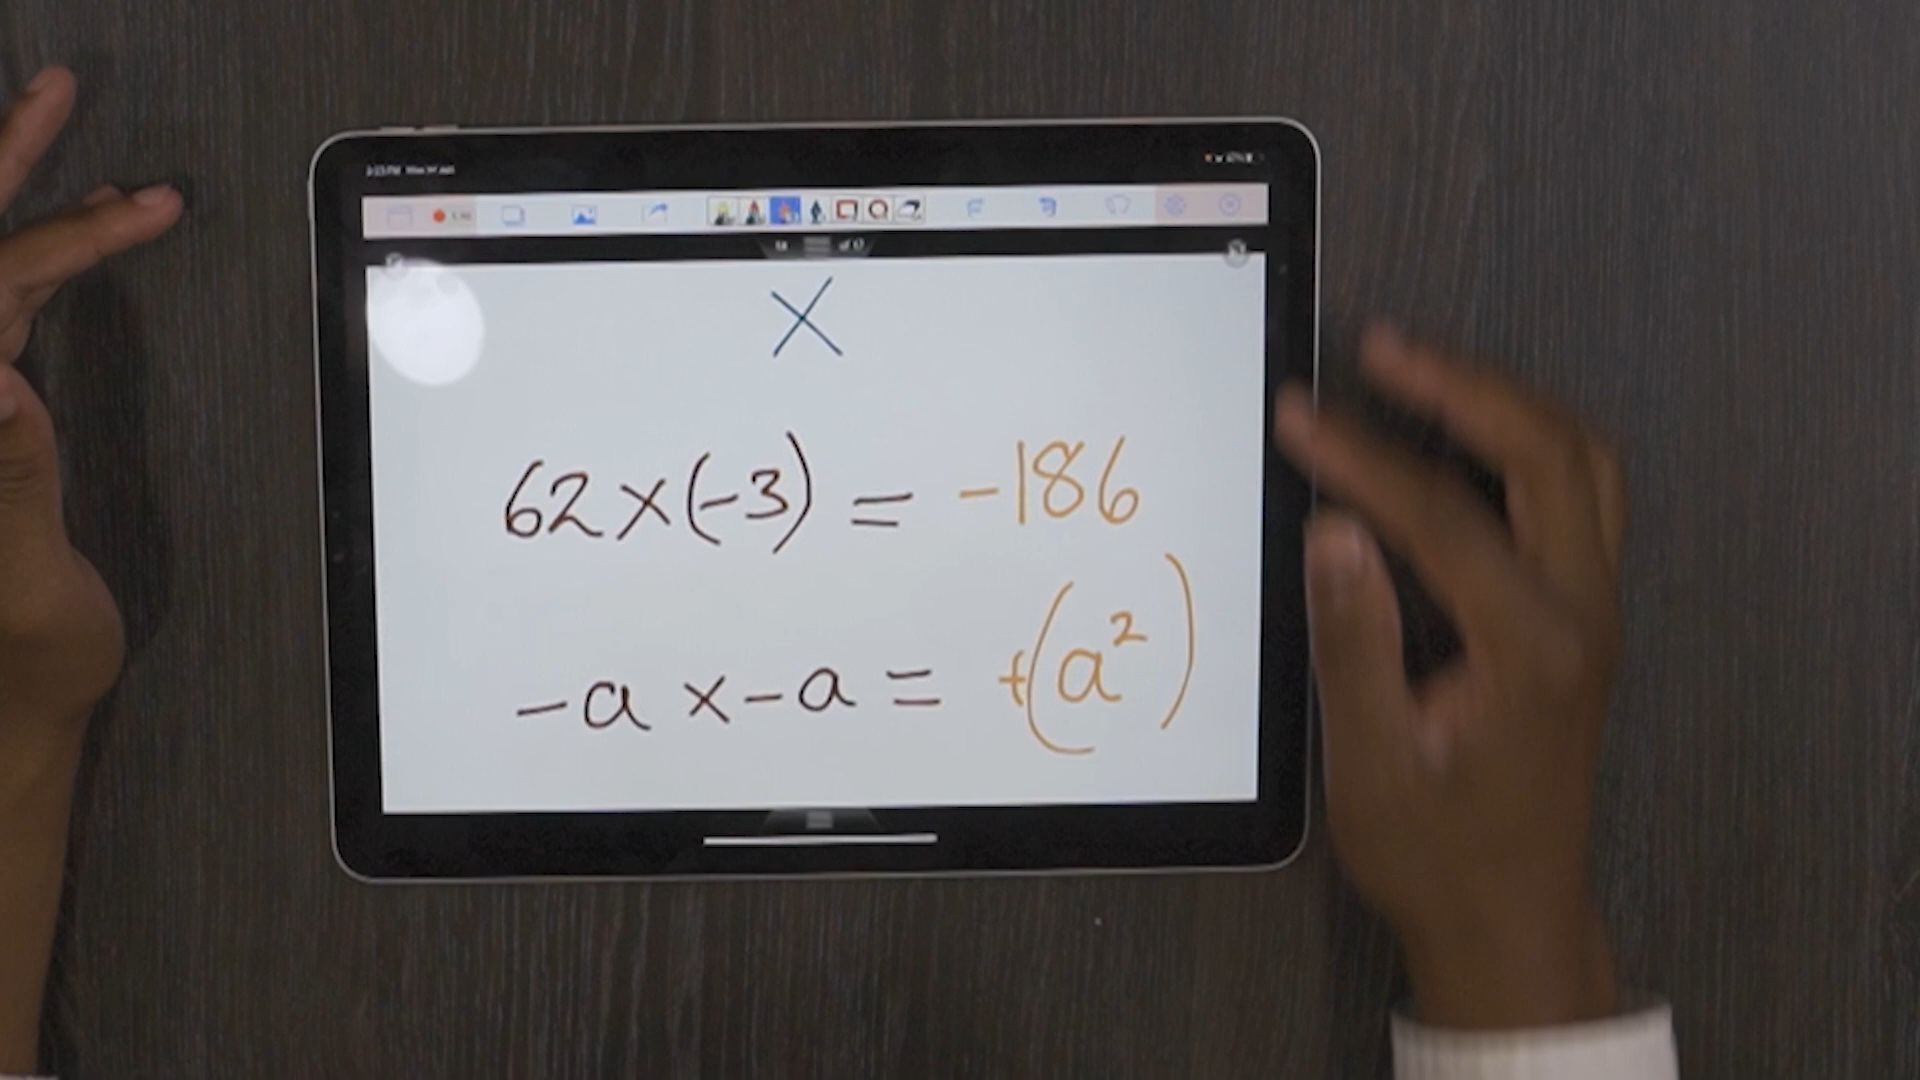 X
62 x (-3) = -186
-a x -a = +(a²)